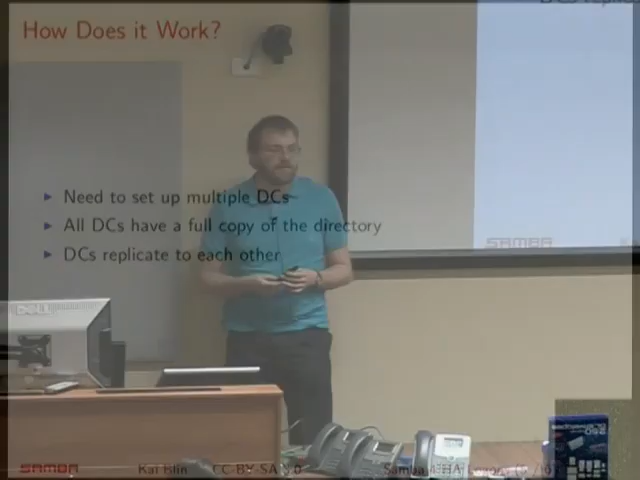 How Does it Work?
Need to set up multiple DCs
All DCs have a full copy of the directory
DCs replicate to each other
SAMBA
DELL
SAMBA Kai Blin CC-BY-SA 3.0 Samba